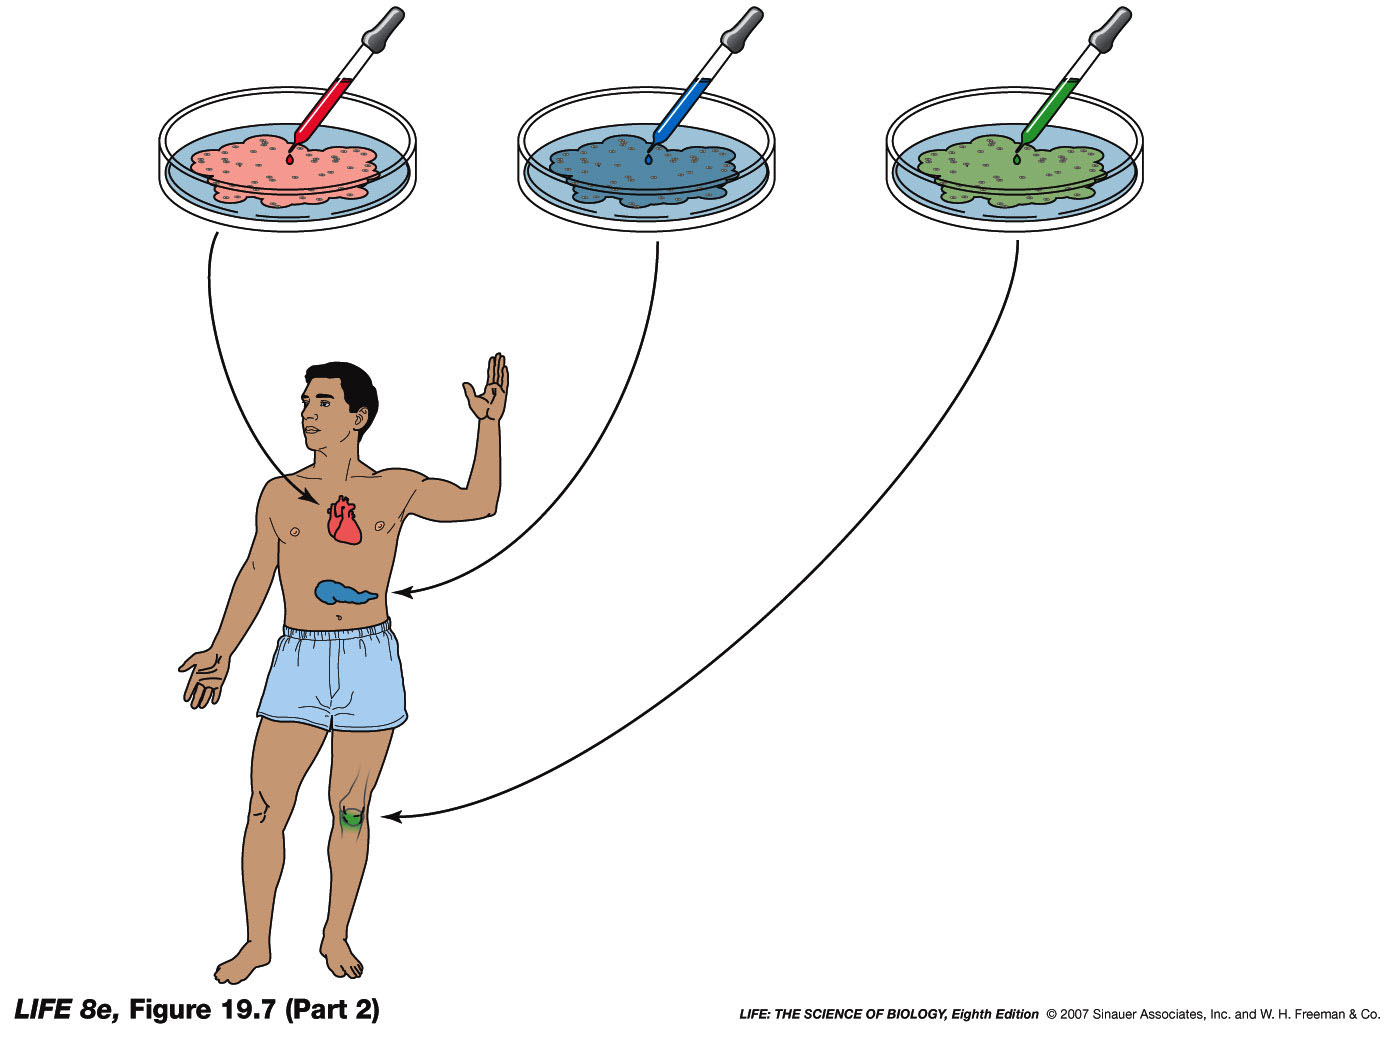 LIFE 8e, Figure 19.7 (Part 2)
LIFE: THE SCIENCE OF BIOLOGY, Eighth Edition © 2007 Sinauer Associates, Inc. and W. H. Freeman & Co.